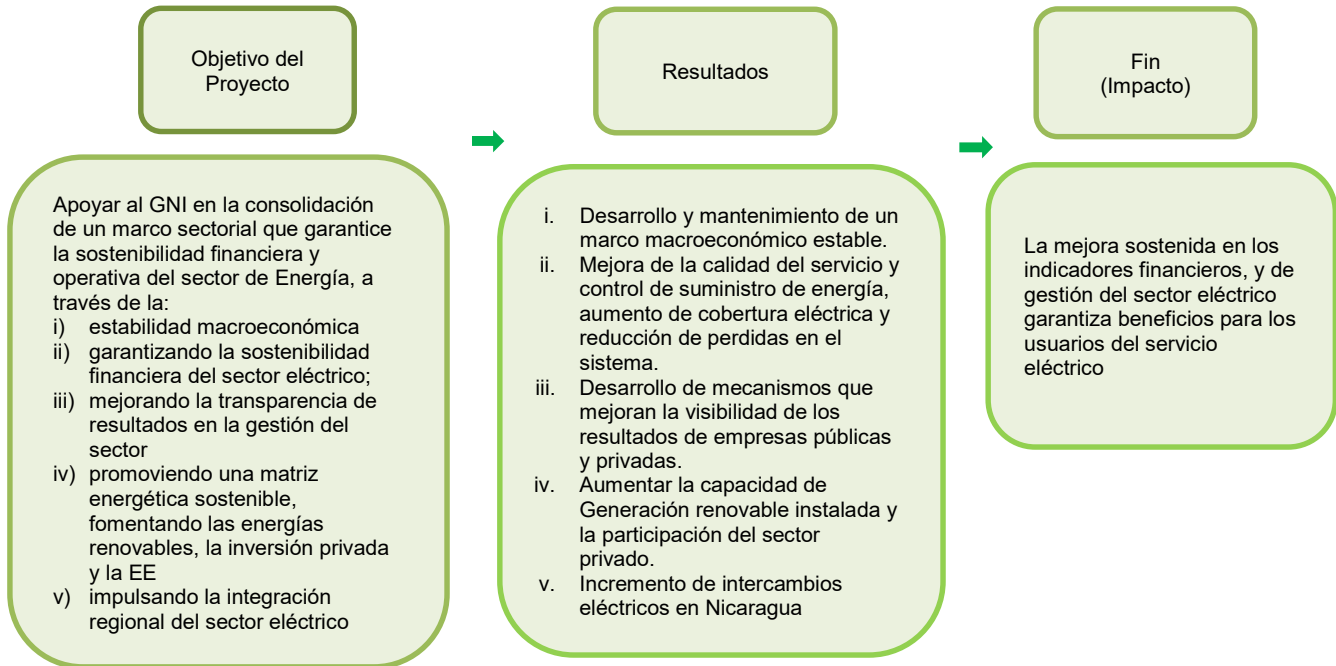 Objetivo del
Proyecto
Apoyar al GNI en la consolidación
de un marco sectorial que garantice
la sostenibilidad financiera y
operativa del sector de Energía, a
través de la:
i) estabilidad macroeconómica
ii) garantizando la sostenibilidad
financiera del sector eléctrico;
iii) mejorando la transparencia de
resultados en la gestión del
sector
iv) promoviendo una matriz
energética sostenible,
fomentando las energías
renovables, la inversión privada
y la EE
v) impulsando la integración
regional del sector eléctrico
Resultados
i. Desarrollo y mantenimiento de un
marco macroeconómico estable.
ii. Mejora de la calidad del servicio y
control de suministro de energía,
aumento de cobertura eléctrica y
reducción de perdidas en el
sistema.
iii. Desarrollo de mecanismos que
mejoran la visibilidad de los
resultados de empresas públicas
y privadas.
iv. Aumentar la capacidad de
Generación renovable instalada y
la participación del sector
privado.
v. Incremento de intercambios
eléctricos en Nicaragua
Fin
(Impacto)
La mejora sostenida en los
indicadores financieros, y de
gestión del sector eléctrico
garantiza beneficios para los
usuarios del servicio
eléctrico